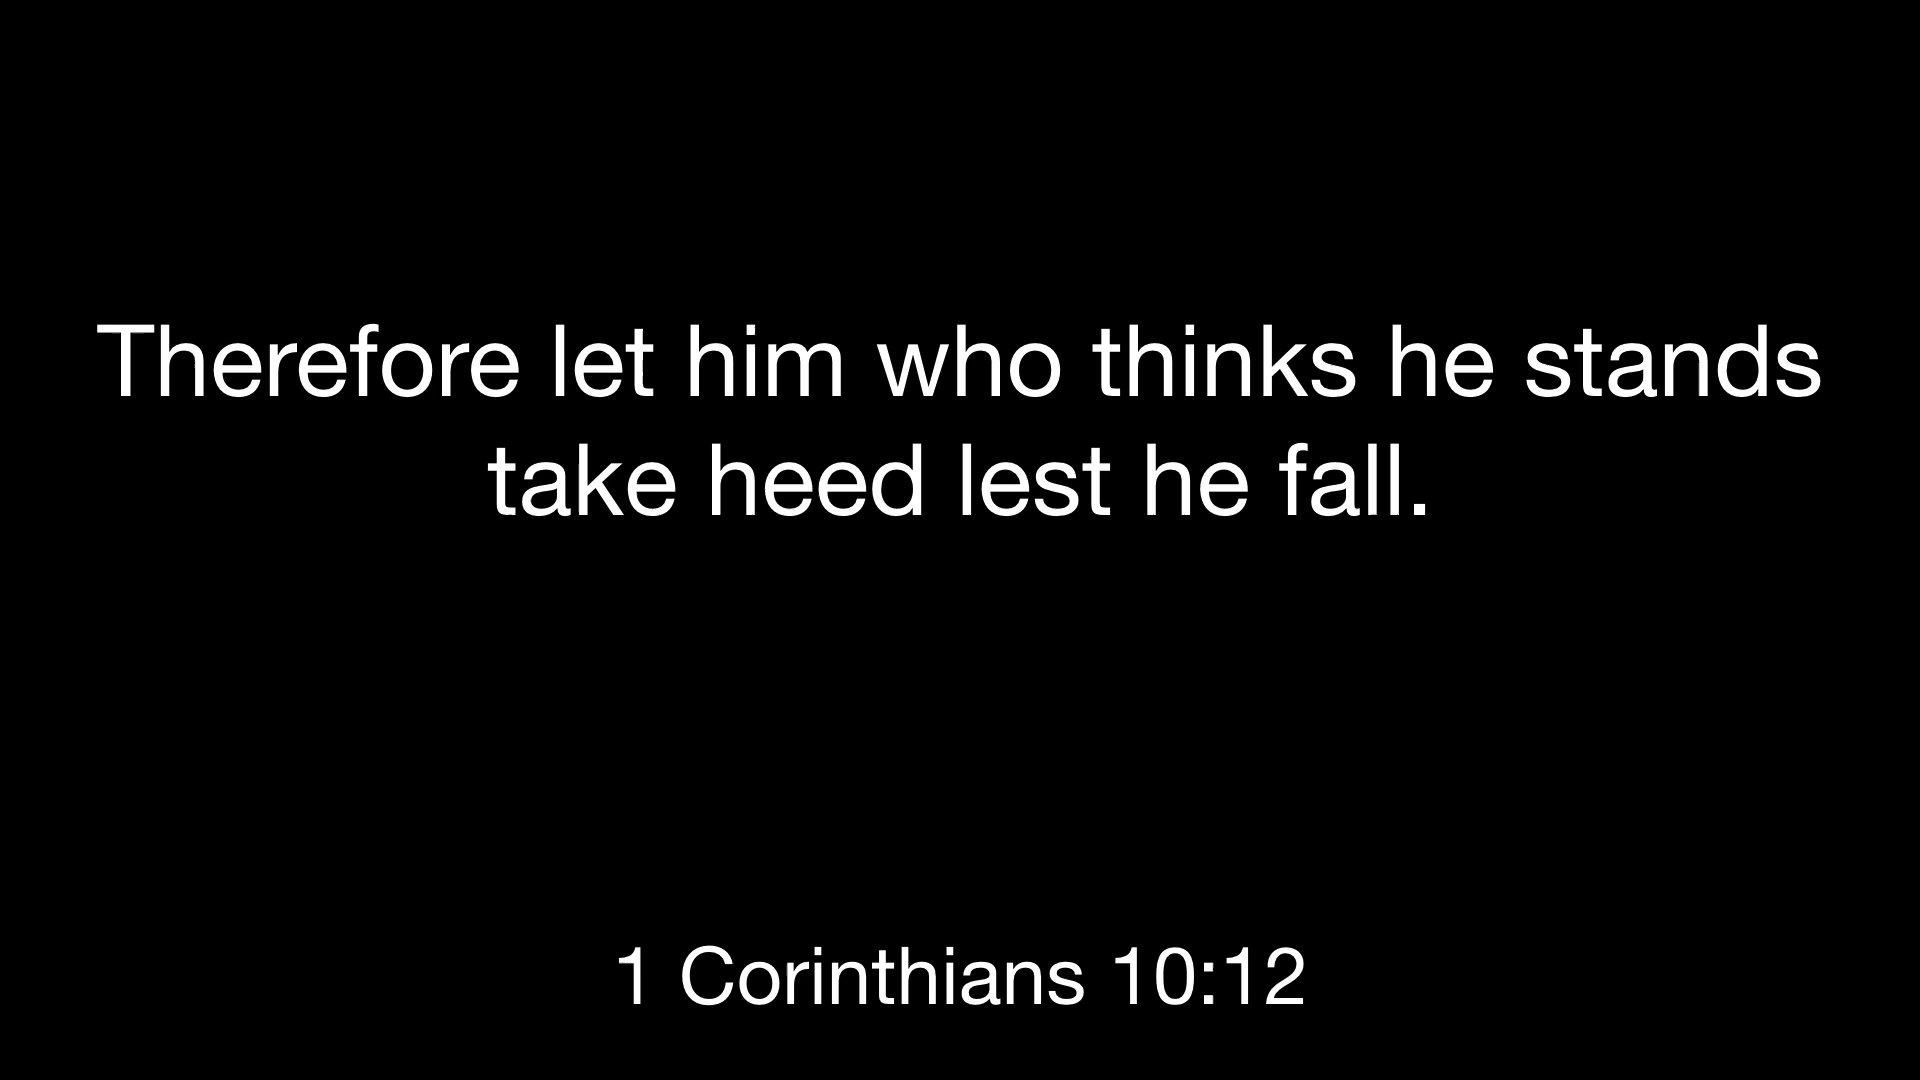 Therefore let him who thinks he stands
take heed lest he fall.
1 Corinthians 10:12